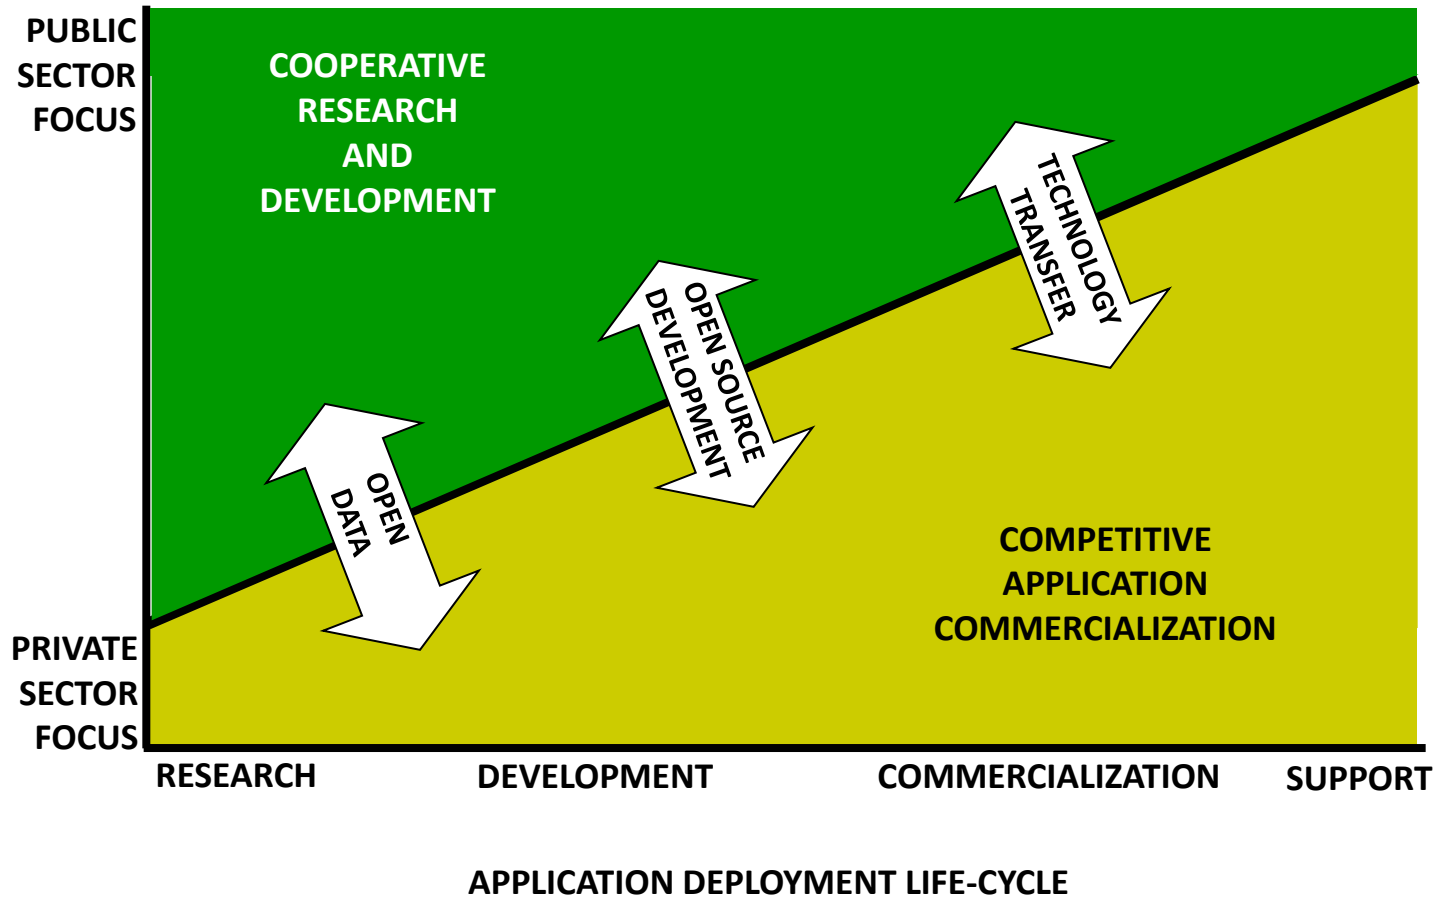 PUBLIC
SECTOR
FOCUS
COOPERATIVE
RESEARCH
AND
DEVELOPMENT
TECHNOLOGY
TRANSFER
OPEN SOURCE
DEVELOPMENT
OPEN
DATA
COMPETITIVE
APPLICATION
COMMERCIALIZATION
PRIVATE
SECTOR
FOCUS
RESEARCH
DEVELOPMENT
COMMERCIALIZATION
SUPPORT
APPLICATION DEPLOYMENT LIFE-CYCLE